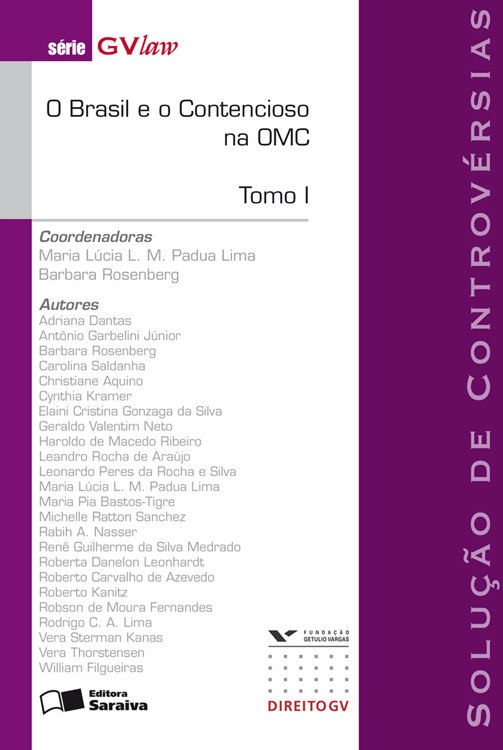 série GVlaw
O Brasil e o Contencioso
na OMC
Tomo I
Coordenadoras
Maria Lúcia L. M. Padua Lima
Barbara Rosenberg
Autores
Adriana Dantas
Antônio Garbelini Júnior
Barbara Rosenberg
Carolina Saldanha
Christiane Aquino
Cynthia Kramer
Elaini Cristina Gonzaga da Silva
Geraldo Valentim Neto
Haroldo de Macedo Ribeiro
Leandro Rocha de Araújo
Leonardo Peres da Rocha e Silva
Maria Lúcia L. M. Padua Lima
Maria Pia Bastos-Tigre
Michelle Ratton Sanchez
Rabih A. Nasser
Renê Guilherme da Silva Medrado
Roberta Danelon Leonhardt
Roberto Carvalho de Azevedo
Roberto Kanitz
Robson de Moura Fernandes
Rodrigo C. A. Lima
Vera Sterman Kanas
Vera Thorstensen
William Filgueiras
Editora
Saraiva
FUNDAÇÃO
GETULIO VARGAS
DIREITOGV
SOLUÇÃO DE CONTROVÉRSIAS